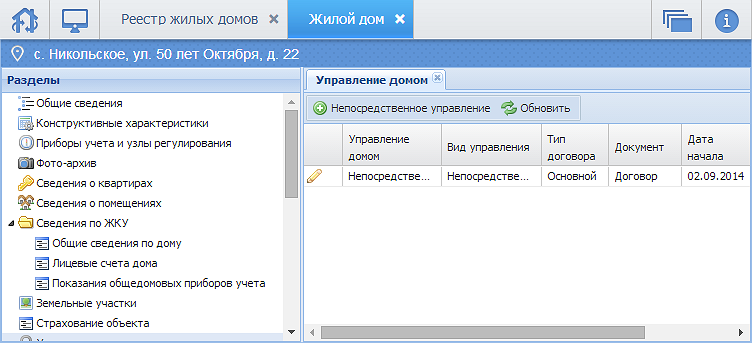 Реестр жилых домов
Жилой дом
с. Никольское, ул. 50 лет Октября, д. 22
Разделы
Общие сведения
Конструктивные характеристики
Приборы учета и узлы регулирования
Фото-архив
Сведения о квартирах
Сведения о помещениях
Сведения по ЖКУ
Общие сведения по дому
Лицевые счета дома
Показания общедомовых приборов учета
Земельные участки
Страхование объекта
Управление домом
Непосредственное управление Обновить
Управление домом
Вид управления
Тип договора
Документ
Дата начала
Непосредстве... Непосредстве... Основной Договор 02.09.2014